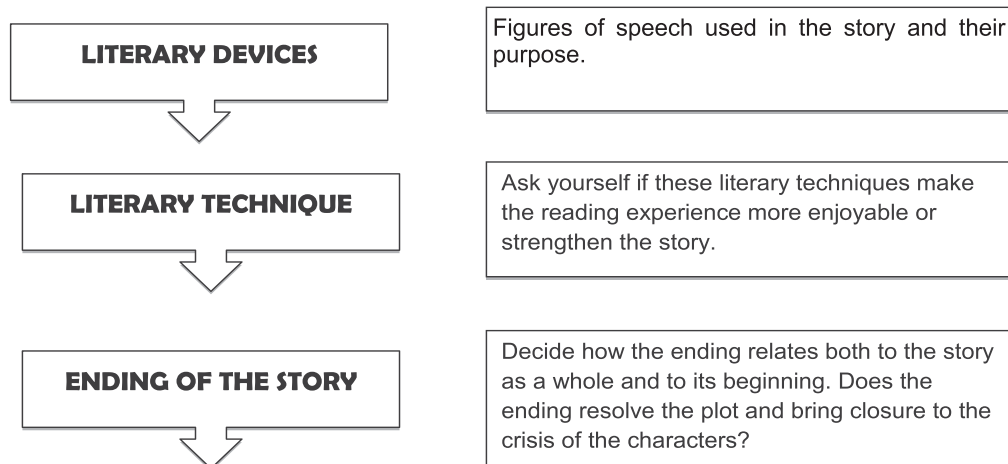 LITERARY DEVICES
Figures of speech used in the story and their
purpose.
LITERARY TECHNIQUE
Ask yourself if these literary techniques make
the reading experience more enjoyable or
strengthen the story.
ENDING OF THE STORY
Decide how the ending relates both to the story
as a whole and to its beginning. Does the
ending resolve the plot and bring closure to the
crisis of the characters?